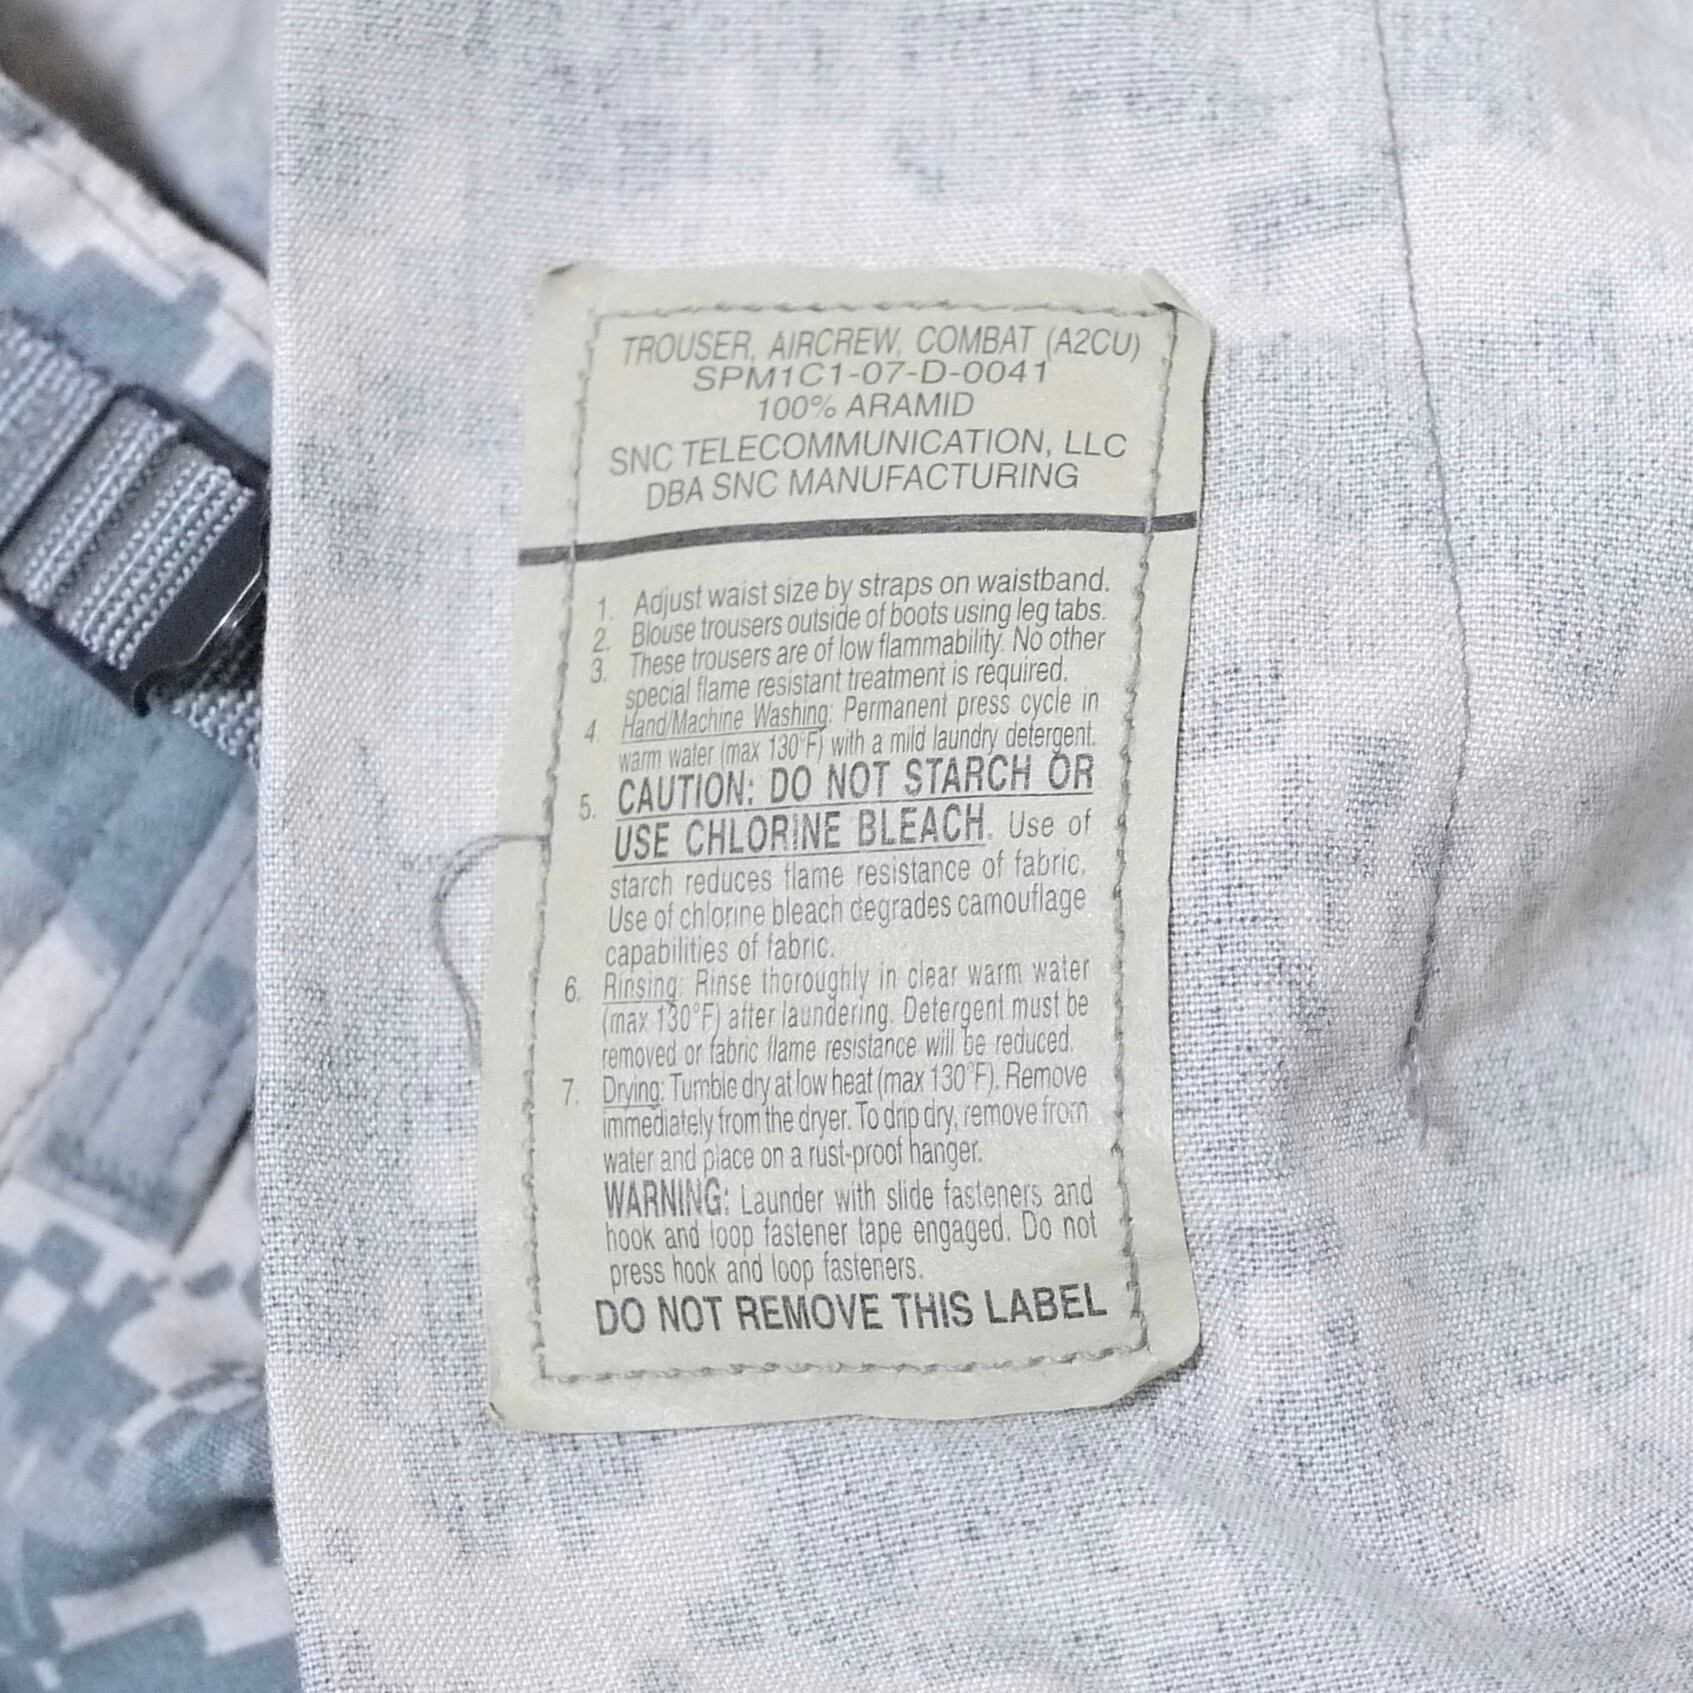 TROUSER, AIRCREW, COMBAT (A2CU)
SPM1C1-07-D-0041
100% ARAMID
SNC TELECOMMUNICATION, LLC
DBA SNC MANUFACTURING
1. Adjust waist size by straps on waistband.
2. Blouse trousers outside of boots using leg tabs.
3. These trousers are of low flammability. No other
special flame resistant treatment is required.
4. Hand/Machine Washing: Permanent press cycle in
warm water (max 130°F) with a mild laundry detergent.
5. CAUTION: DO NOT STARCH OR
USE CHLORINE BLEACH. Use of
starch reduces flame resistance of fabric.
Use of chlorine bleach degrades camouflage
capabilities of fabric.
6. Rinsing: Rinse thoroughly in clear warm water
(max 130°F) after laundering. Detergent must be
removed or fabric flame resistance will be reduced.
7. Drying: Tumble dry at low heat (max 130°F). Remove
immediately from the dryer. To drip dry, remove from
water and place on a rust-proof hanger.
WARNING: Launder with slide fasteners and
hook and loop fastener tape engaged. Do not
press hook and loop fasteners.
DO NOT REMOVE THIS LABEL